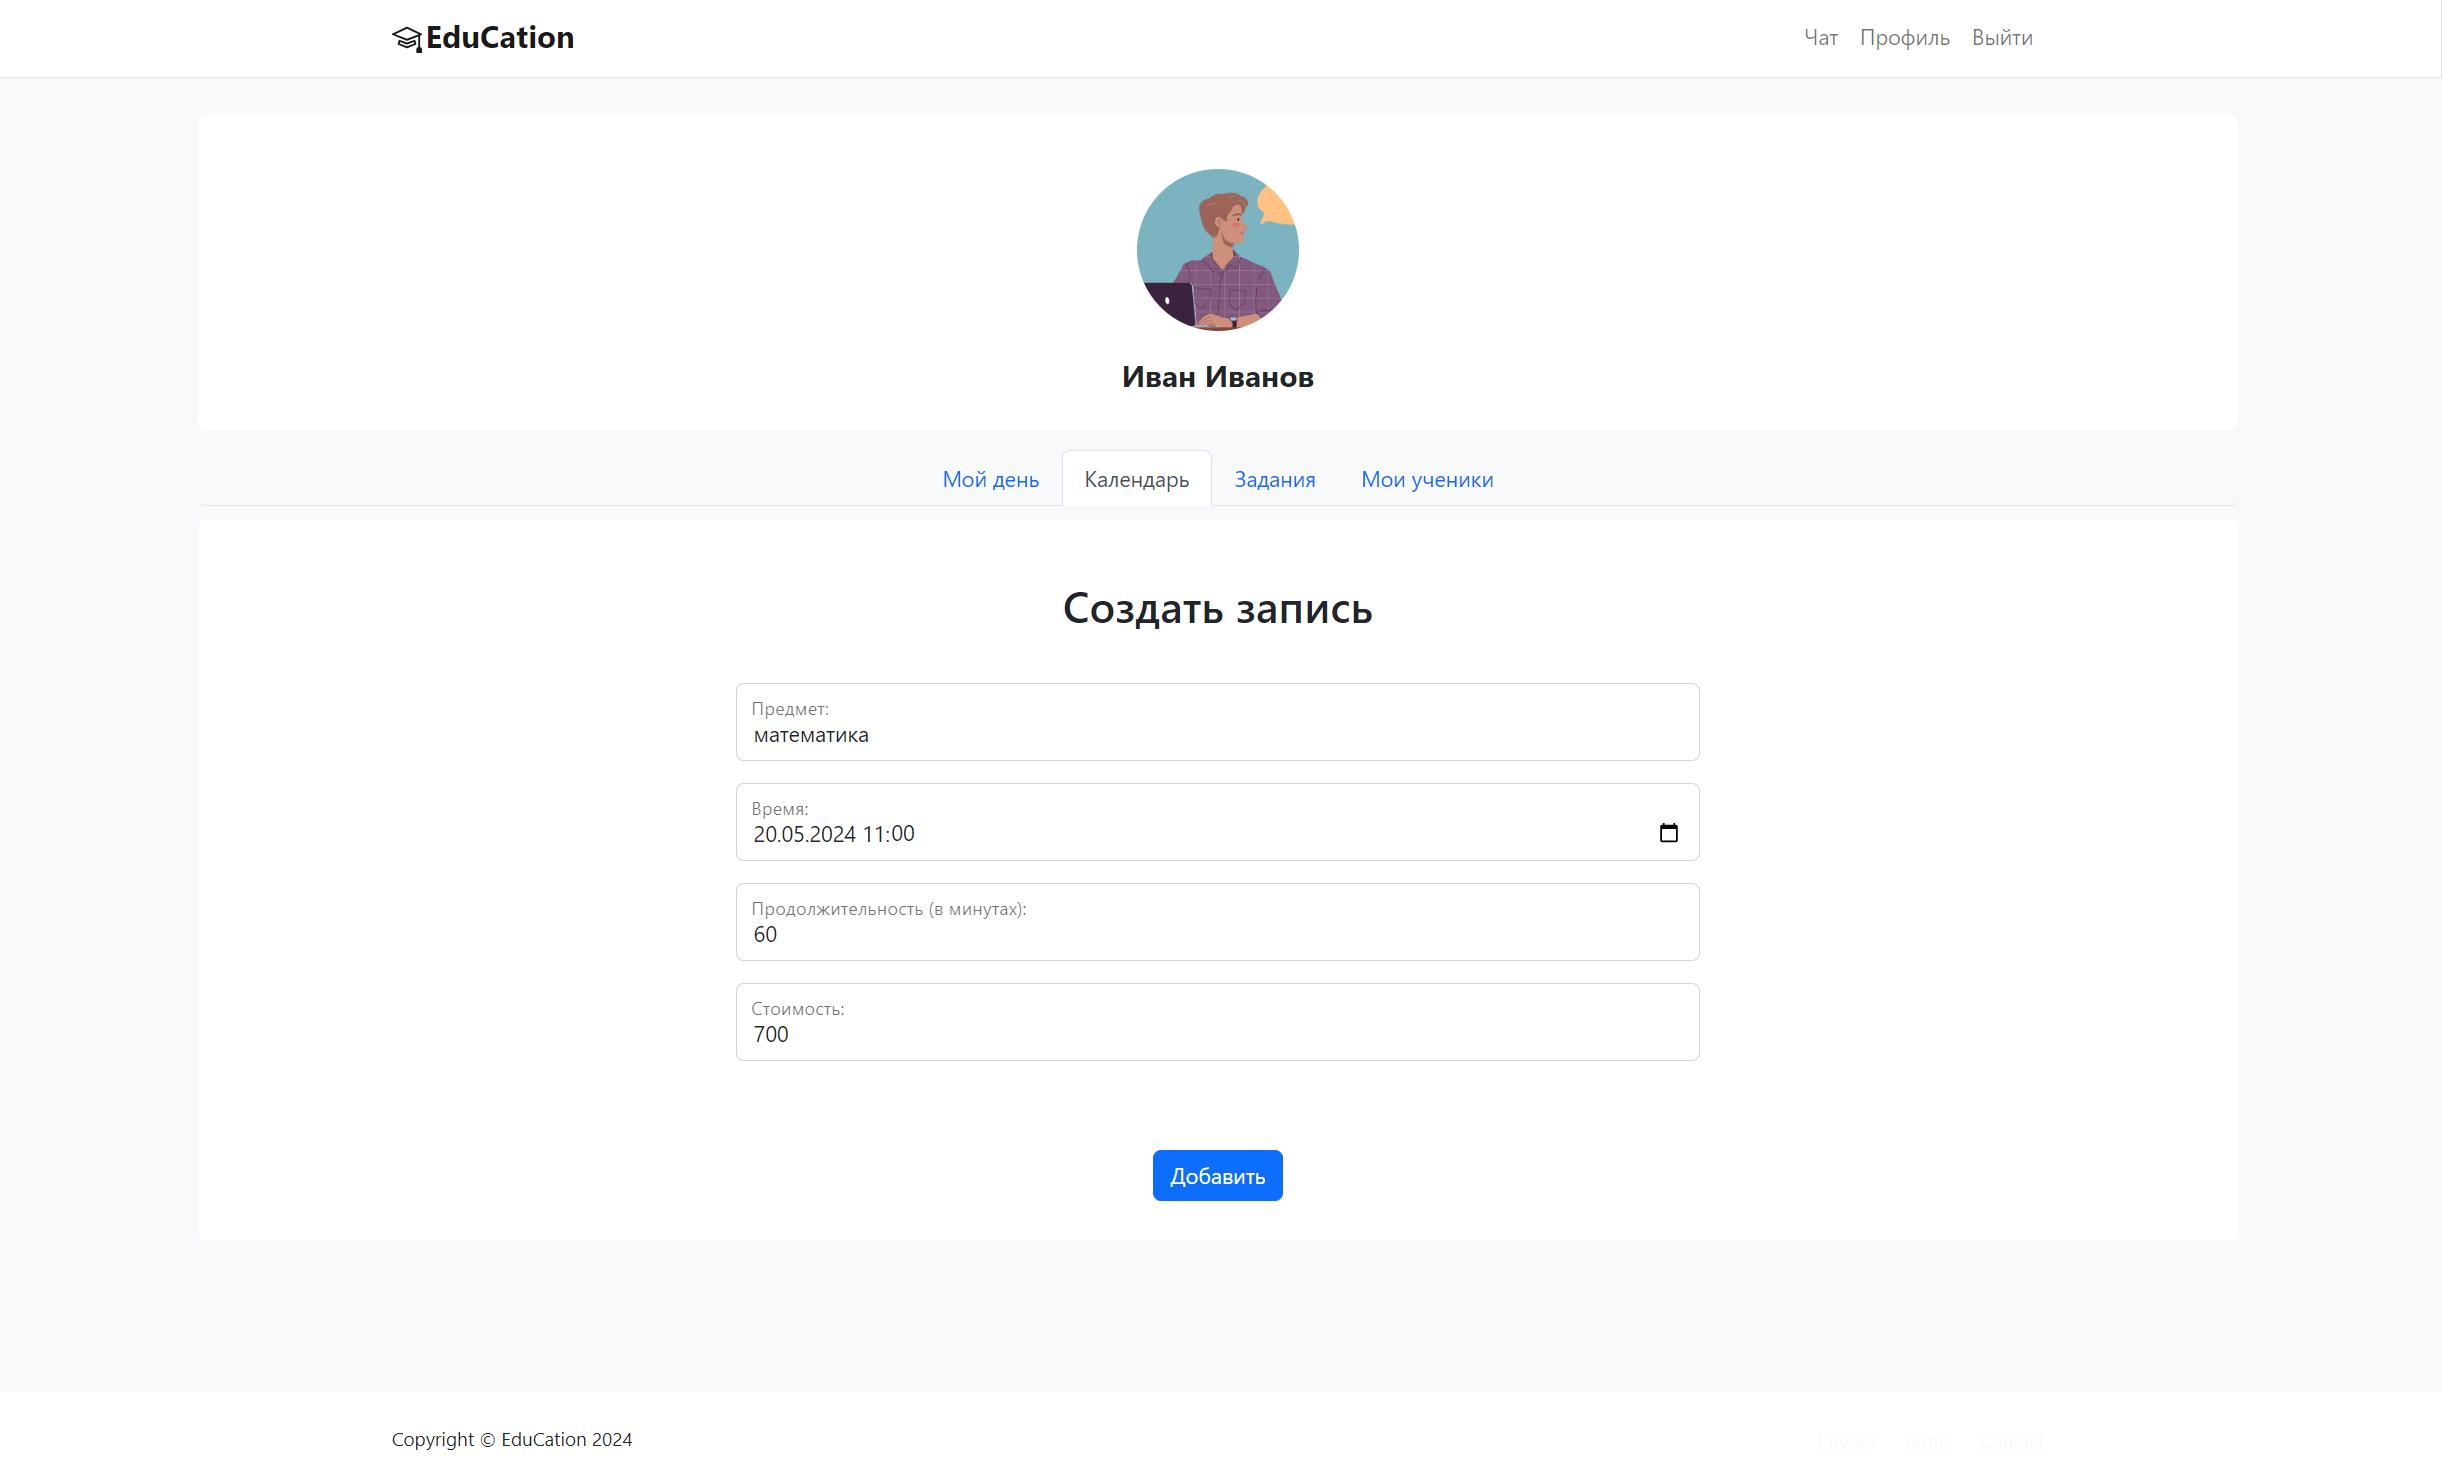 EduCation
Чат Профиль Выйти
Иван Иванов
Мой день Календарь Задания Мои ученики
Создать запись
Предмет:
математика
Время:
20.05.2024 11:00
Продолжительность (в минутах):
60
Стоимость:
700
Добавить
Copyright © EduCation 2024
Privacy Terms Contact